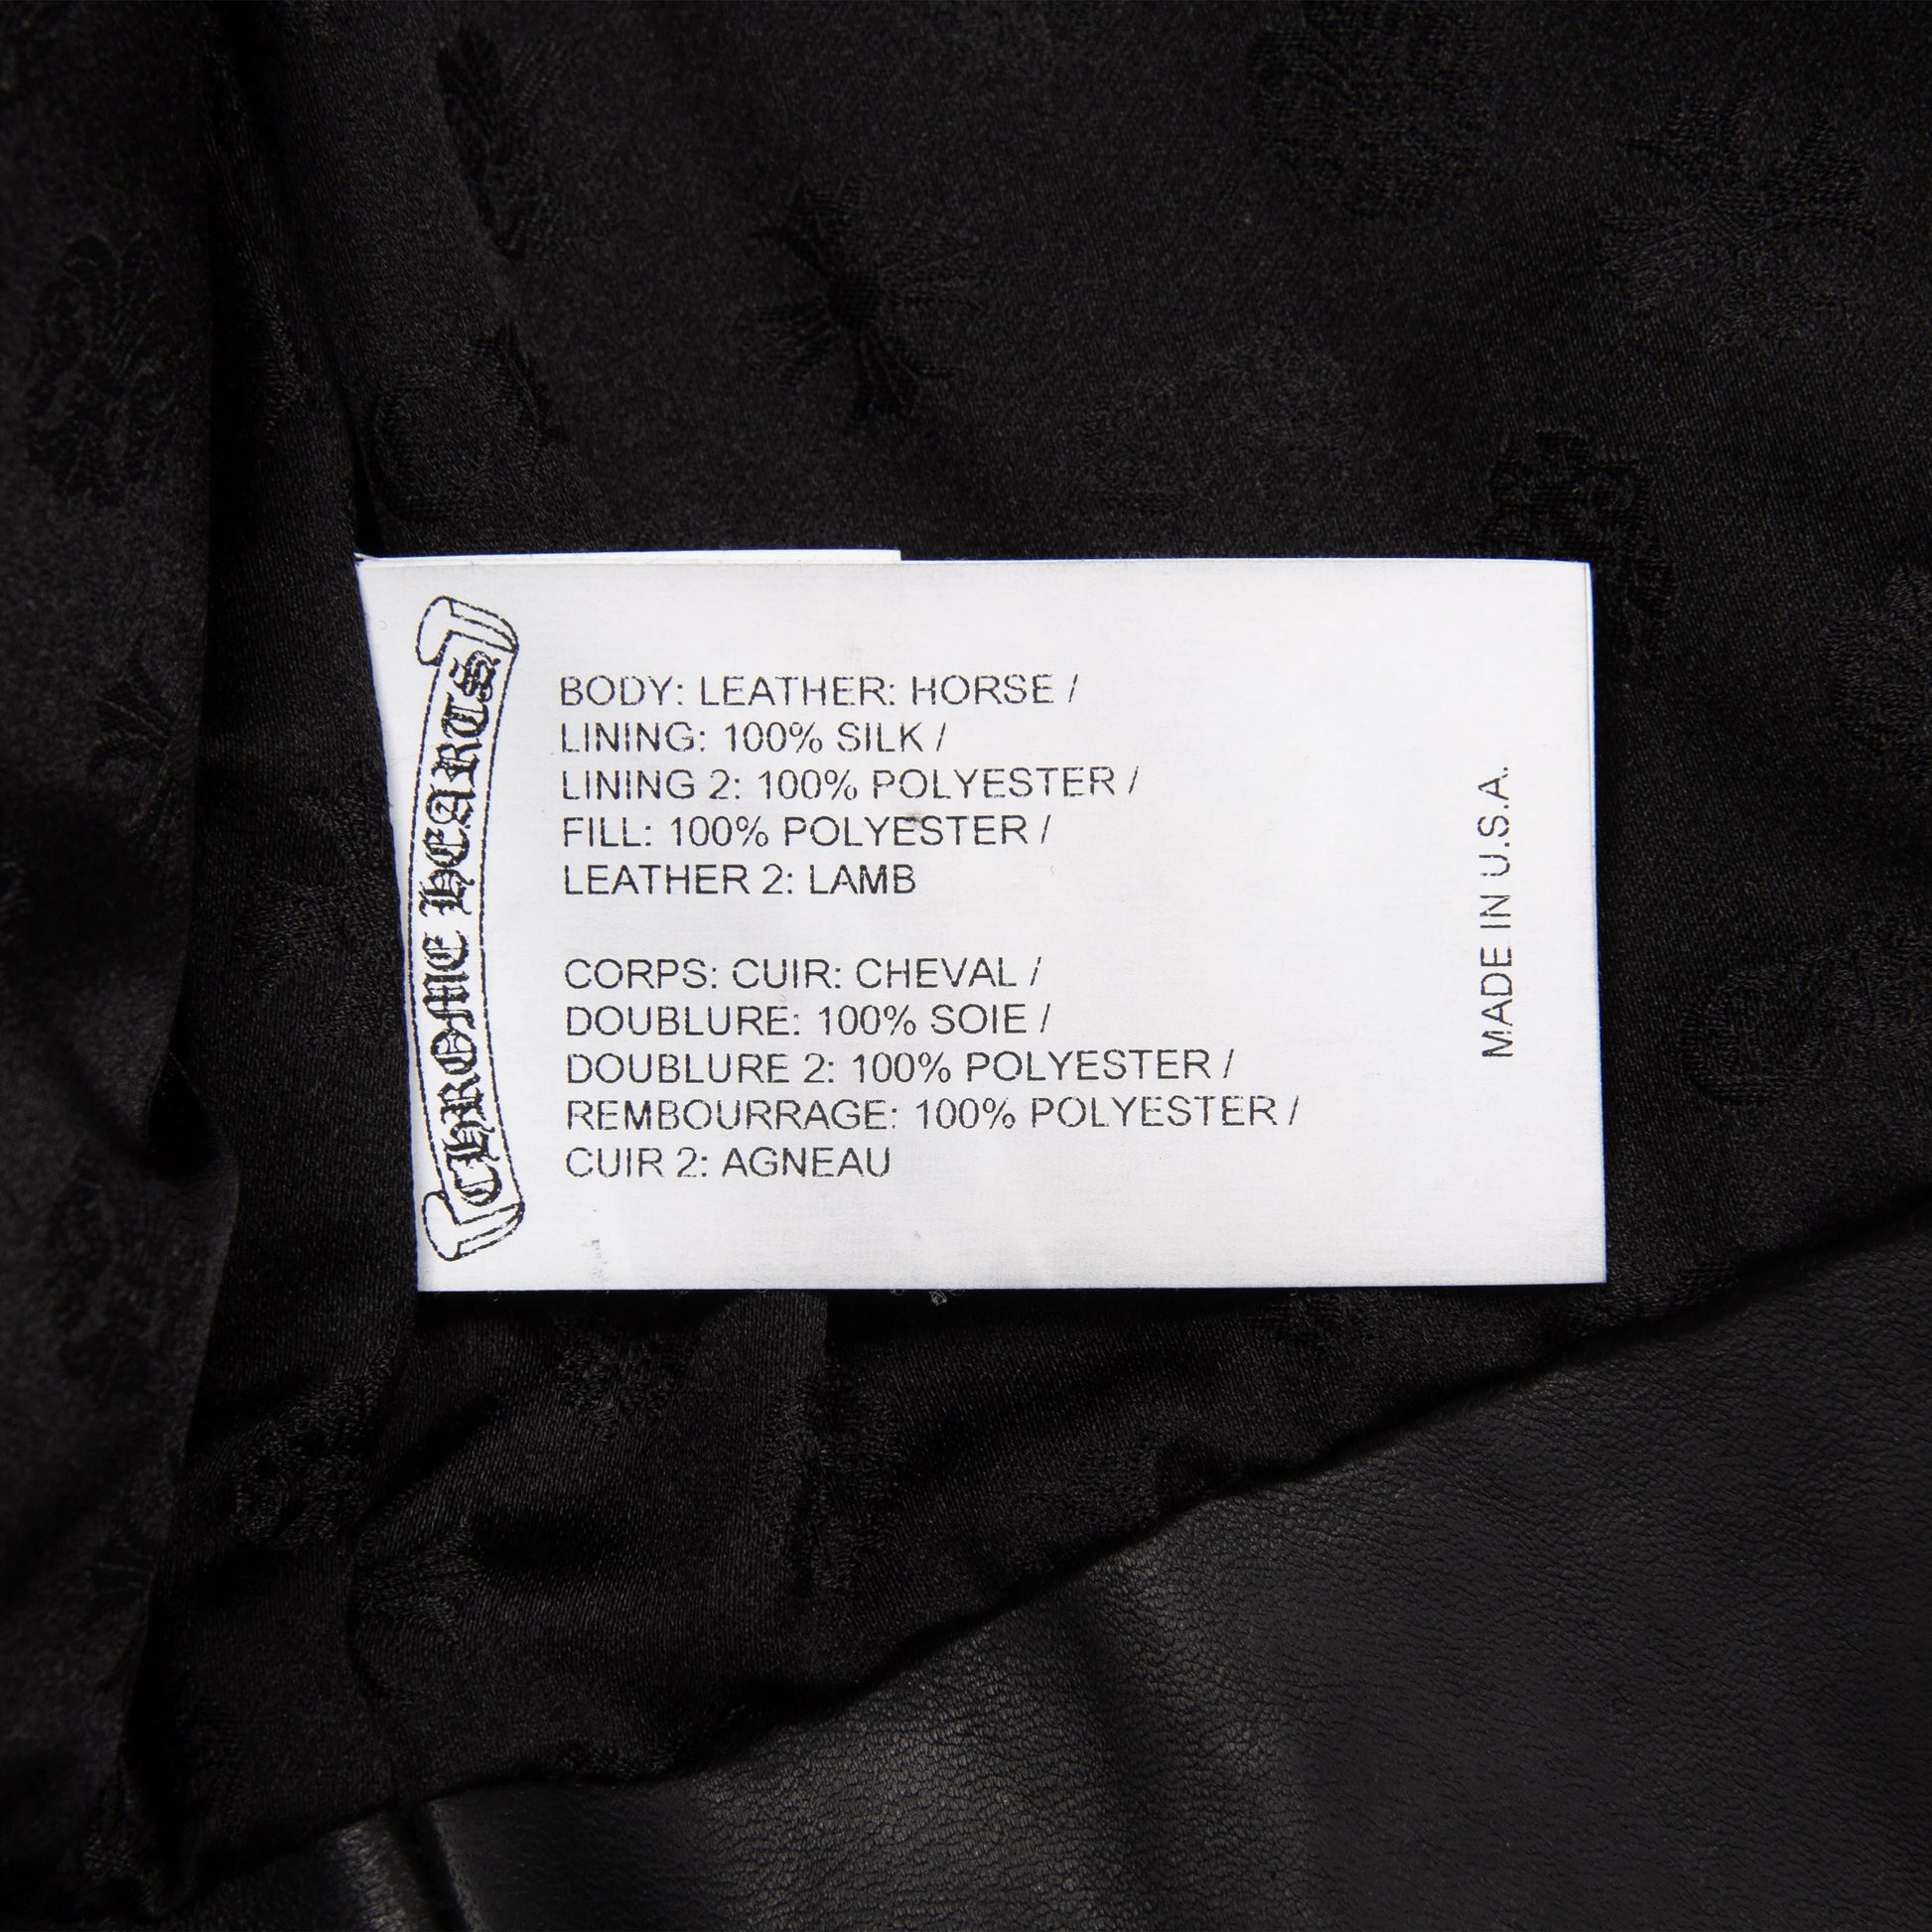 CHROME HEARTS
BODY: LEATHER: HORSE /
LINING: 100% SILK /
LINING 2: 100% POLYESTER /
FILL: 100% POLYESTER /
LEATHER 2: LAMB
CORPS: CUIR: CHEVAL /
DOUBLURE: 100% SOIE /
DOUBLURE 2: 100% POLYESTER /
REMBOURRAGE: 100% POLYESTER /
CUIR 2: AGNEAU
MADE IN U.S.A.